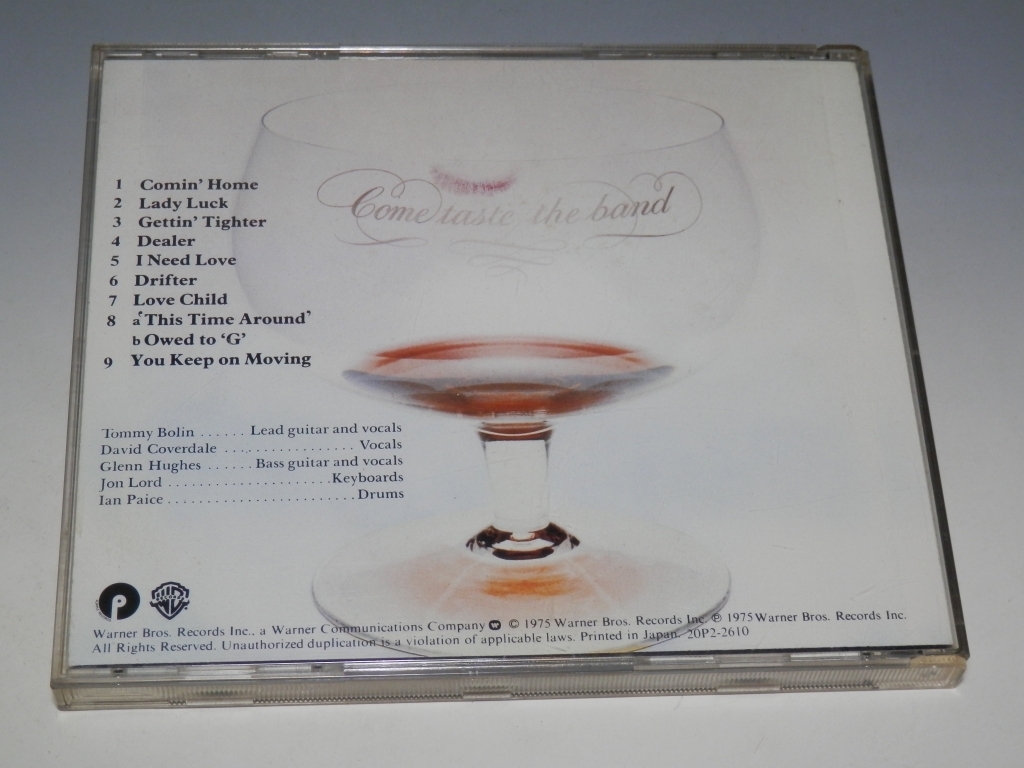 Come taste the band
1 Comin' Home
2 Lady Luck
3 Gettin' Tighter
4 Dealer
5 I Need Love
6 Drifter
7 Love Child
8 a 'This Time Around'
b Owed to 'G'
9 You Keep on Moving
Tommy Bolin ...... Lead guitar and vocals
David Coverdale ................ Vocals
Glenn Hughes ...... Bass guitar and vocals
Jon Lord ..................... Keyboards
Ian Paice ........................ Drums
P
Warner Bros. Records Inc., a Warner Communications Company © 1975 Warner Bros. Records Inc. ℗ 1975 Warner Bros. Records Inc.
All Rights Reserved. Unauthorized duplication is a violation of applicable laws. Printed in Japan. 20P2-2610